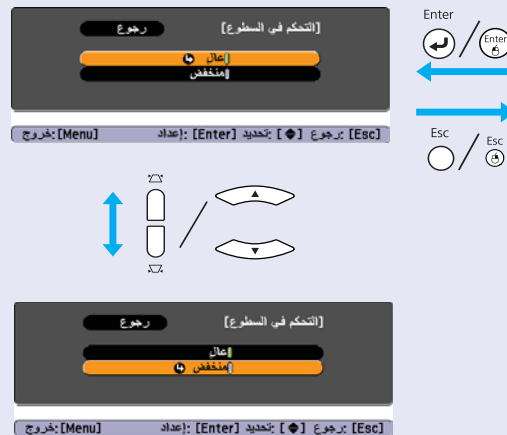 [التحكم في السطوع] رجوع
عال
منخفض
[Esc] :رجوع [♦] :تحديد [Enter] :إعداد [Menu] :خروج
Enter
Enter
Esc
Esc
[التحكم في السطوع] رجوع
عال
منخفض
[Esc] :رجوع [♦] :تحديد [Enter] :إعداد [Menu] :خروج